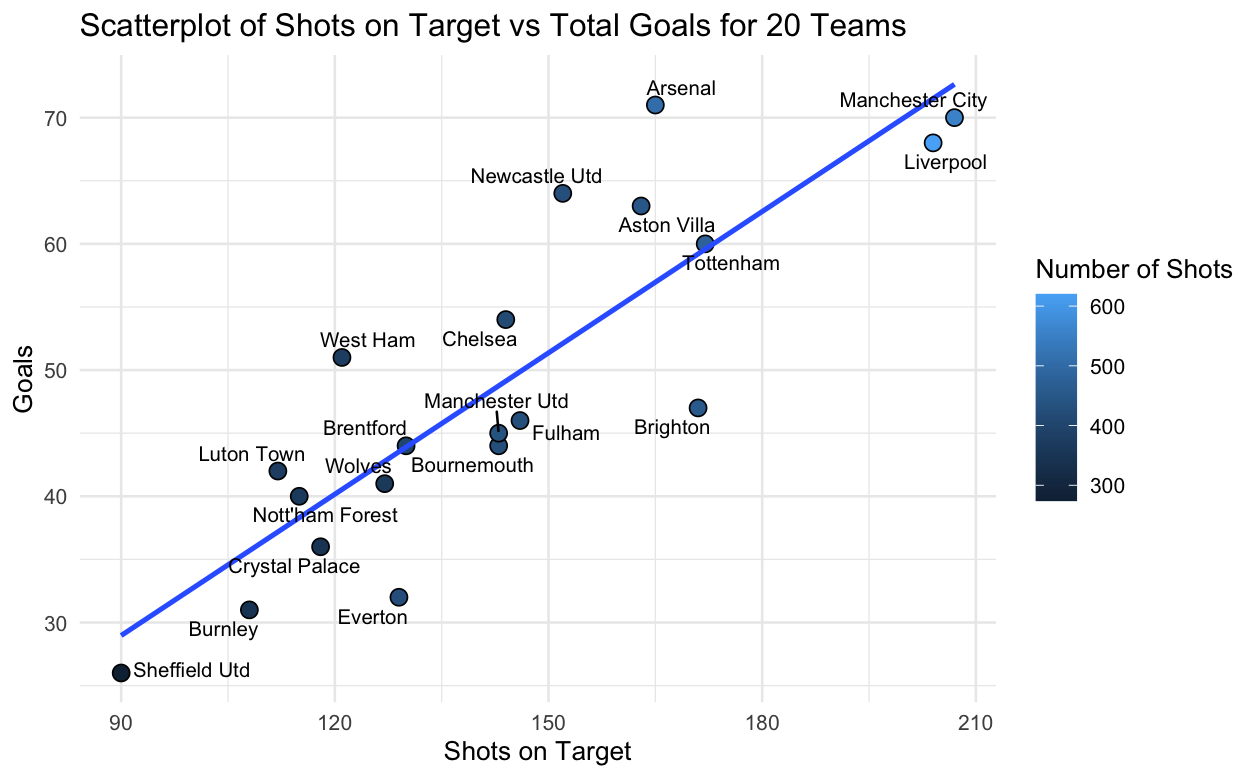 Scatterplot of Shots on Target vs Total Goals for 20 Teams
Arsenal
Manchester City
Liverpool
Newcastle Utd
Aston Villa
Tottenham
Chelsea
West Ham
Manchester Utd
Brighton
Fulham
Brentford
Luton Town
Wolves
Bournemouth
Nott'ham Forest
Crystal Palace
Everton
Burnley
Sheffield Utd
70
60
50
40
30
Goals
90
120
150
180
210
Shots on Target
Number of Shots
600
500
400
300